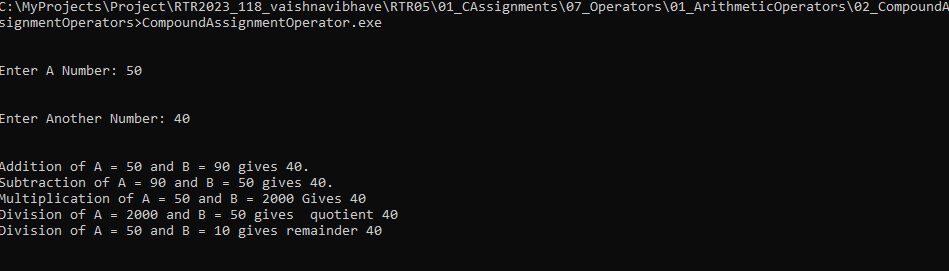 C:\MyProjects\Project\RTR2023_118_vaishnavibhave\RTR05\01_CAssignments\07_Operators\01_ArithmeticOperators\02_CompoundA
signmentOperators>CompoundAssignmentOperator.exe
Enter A Number: 50
Enter Another Number: 40
Addition of A = 50 and B = 90 gives 40.
Subtraction of A = 90 and B = 50 gives 40.
Multiplication of A = 50 and B = 2000 Gives 40
Division of A = 2000 and B = 50 gives  quotient 40
Division of A = 50 and B = 10 gives remainder 40